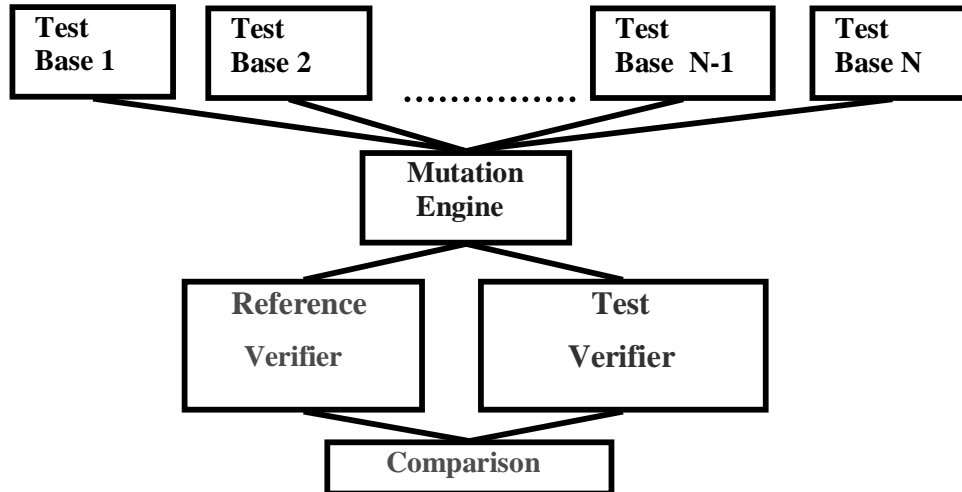 Test
Base 1
Test
Base 2
Test
Base N-1
Test
Base N
Mutation
Engine
Reference
Verifier
Test
Verifier
Comparison